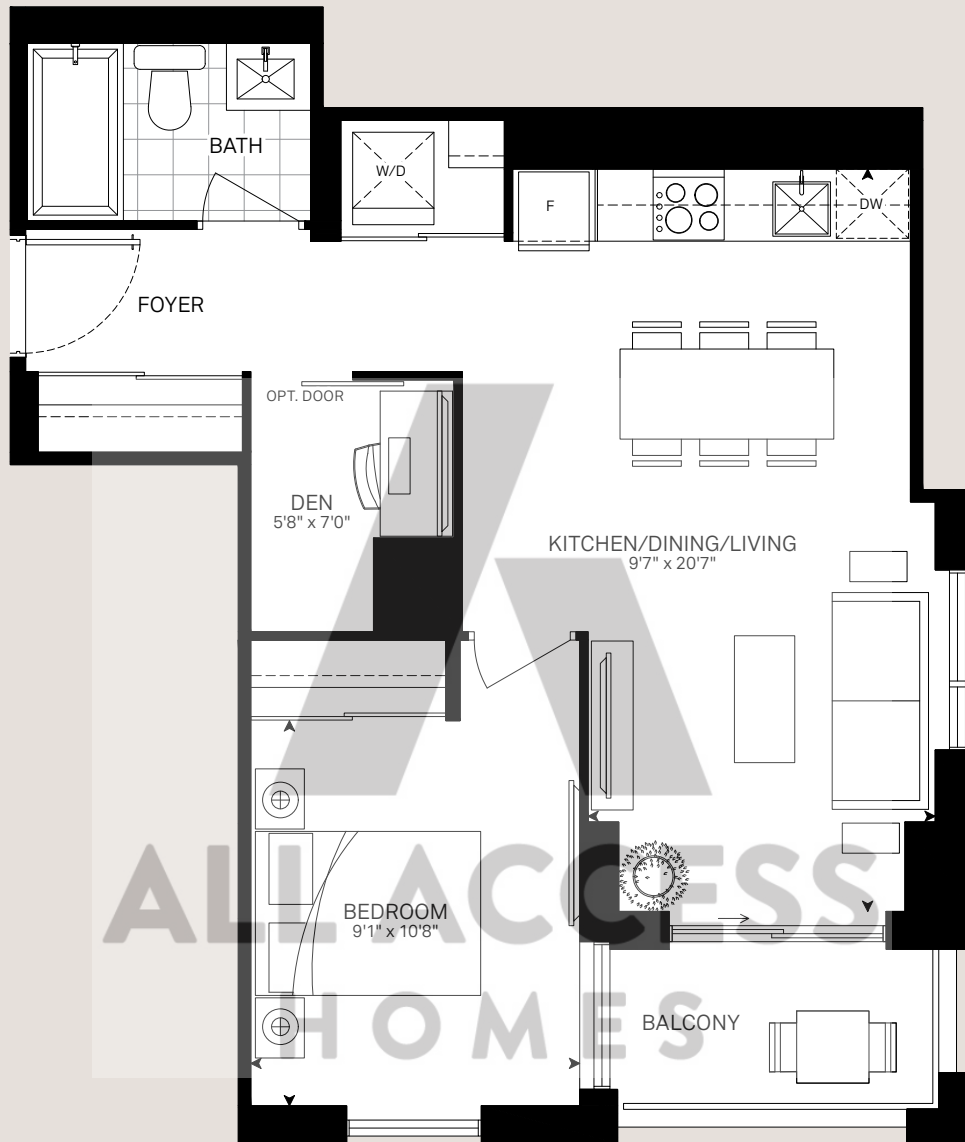 BATH
W/D
F
DW
FOYER
OPT. DOOR
DEN
5'8" x 7'0"
KITCHEN/DINING/LIVING
9'7" x 20'7"
ALL ACCESS
HOMES
BEDROOM
9'1" x 10'8"
BALCONY